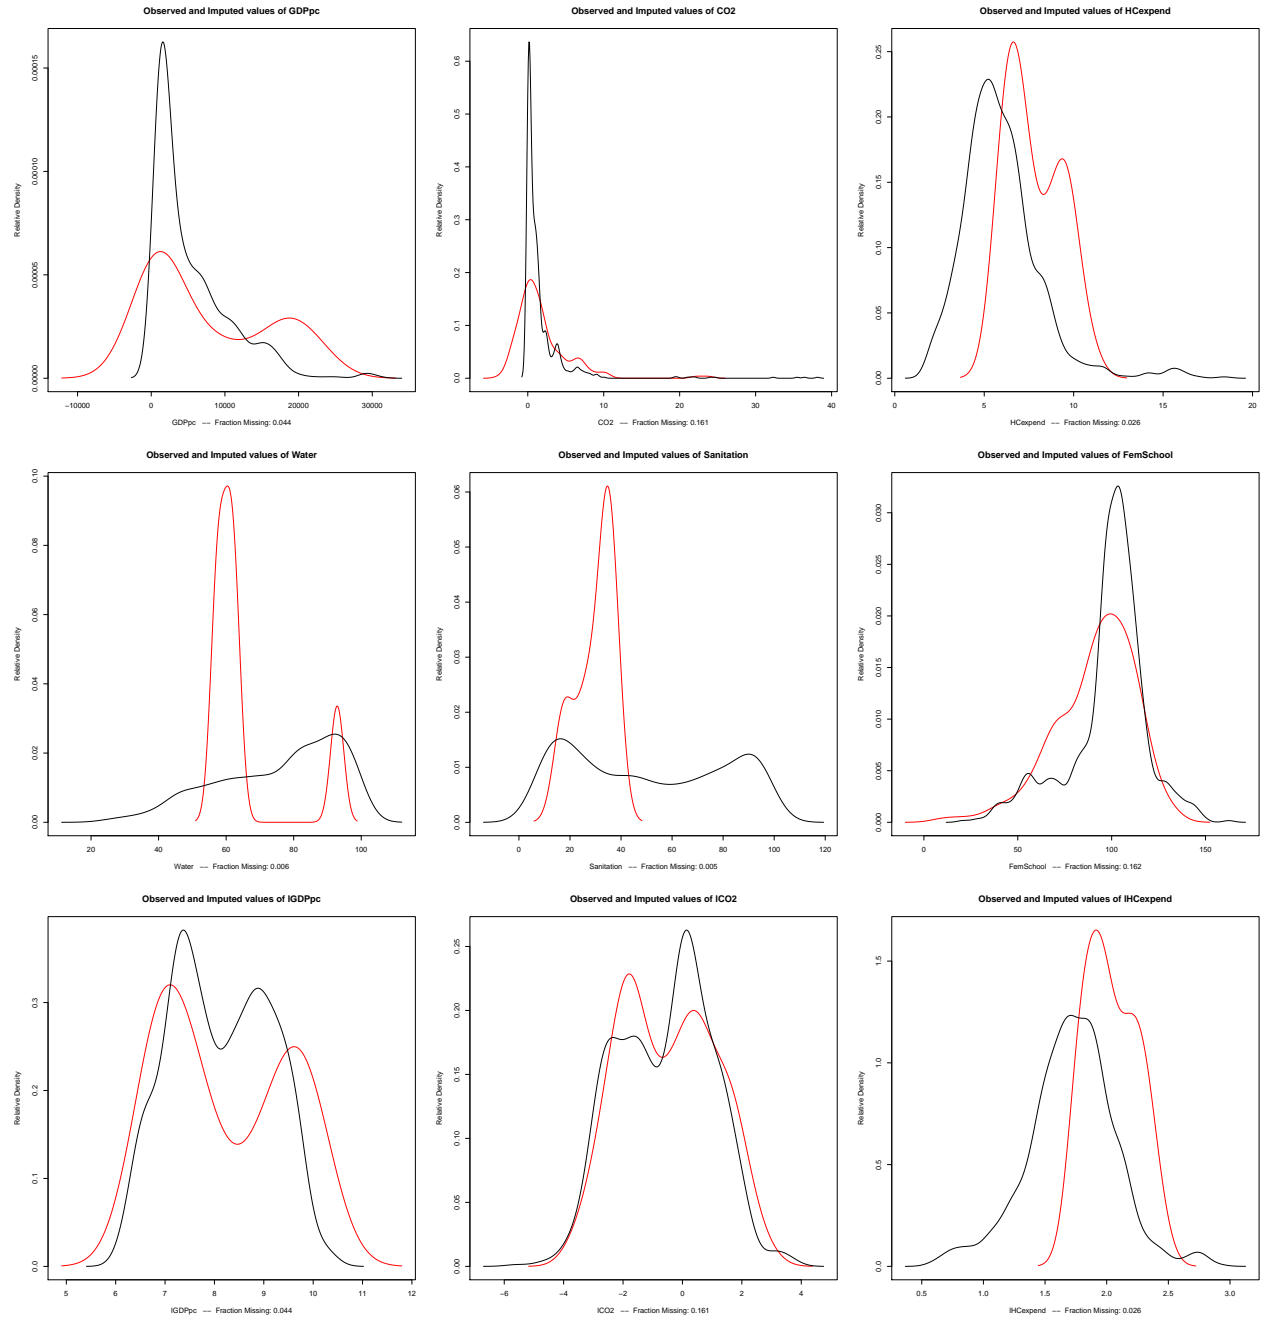 Observed and Imputed values of GDPpc
Relative Density
0.00000 0.00005 0.00010 0.00015
−10000 0 10000 20000 30000
GDPpc −− Fraction Missing: 0.044
Observed and Imputed values of CO2
Relative Density
0.0 0.1 0.2 0.3 0.4 0.5 0.6
0 10 20 30 40
CO2 −− Fraction Missing: 0.161
Observed and Imputed values of HCexpend
Relative Density
0.00 0.05 0.10 0.15 0.20 0.25
0 5 10 15 20
HCexpend −− Fraction Missing: 0.026
Observed and Imputed values of Water
Relative Density
0.00 0.02 0.04 0.06 0.08 0.10
20 40 60 80 100
Water −− Fraction Missing: 0.006
Observed and Imputed values of Sanitation
Relative Density
0.00 0.01 0.02 0.03 0.04 0.05 0.06
0 20 40 60 80 100 120
Sanitation −− Fraction Missing: 0.005
Observed and Imputed values of FemSchool
Relative Density
0.000 0.005 0.010 0.015 0.020 0.025 0.030
0 50 100 150
FemSchool −− Fraction Missing: 0.162
Observed and Imputed values of lGDPpc
Relative Density
0.0 0.1 0.2 0.3
5 6 7 8 9 10 11 12
lGDPpc −− Fraction Missing: 0.044
Observed and Imputed values of lCO2
Relative Density
0.00 0.05 0.10 0.15 0.20 0.25
−6 −4 −2 0 2 4
lCO2 −− Fraction Missing: 0.161
Observed and Imputed values of lHCexpend
Relative Density
0.0 0.5 1.0 1.5
0.5 1.0 1.5 2.0 2.5 3.0
lHCexpend −− Fraction Missing: 0.026